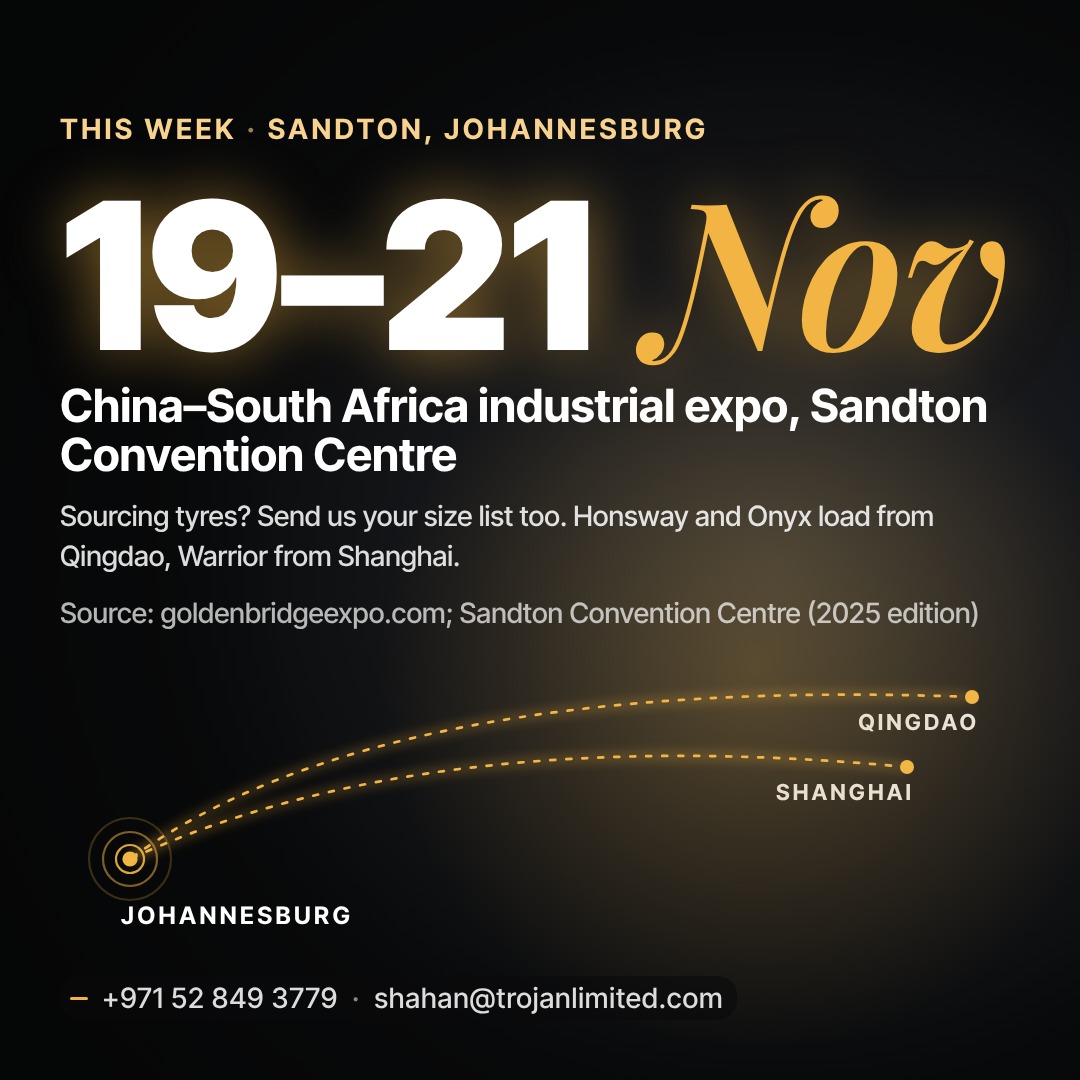 THIS WEEK · SANDTON, JOHANNESBURG
19–21 Nov
China–South Africa industrial expo, Sandton
Convention Centre
Sourcing tyres? Send us your size list too. Honsway and Onyx load from
Qingdao, Warrior from Shanghai.
Source: goldenbridgeexpo.com; Sandton Convention Centre (2025 edition)
QINGDAO
SHANGHAI
JOHANNESBURG
+971 52 849 3779 · shahan@trojanlimited.com